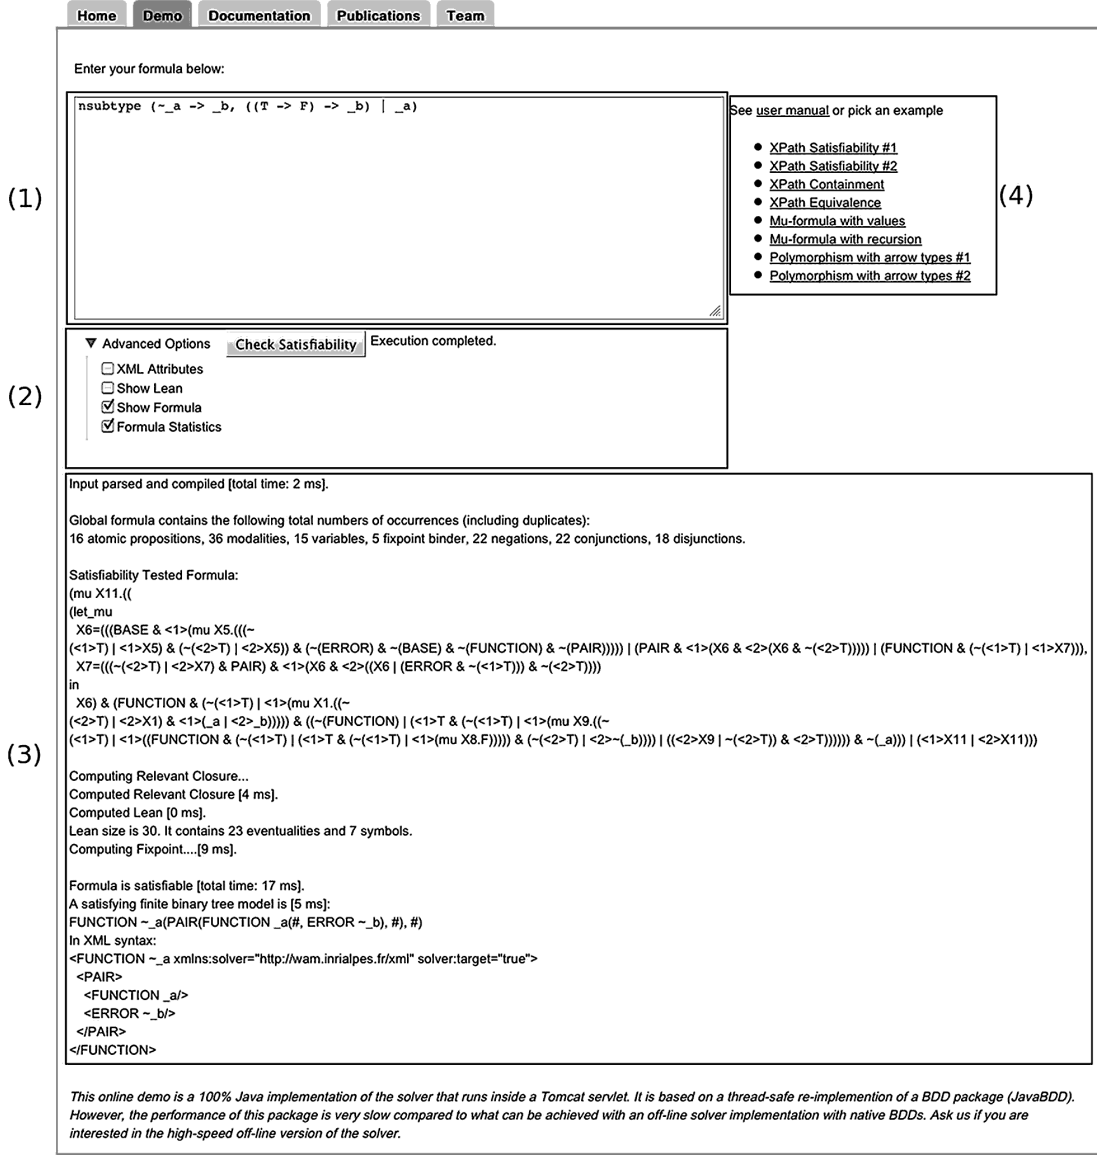 Home Demo Documentation Publications Team
Enter your formula below:
nsubtype (~_a -> _b, ((T -> F) -> _b) | _a)
(1)
See user manual or pick an example
XPath Satisfiability #1
XPath Satisfiability #2
XPath Containment
XPath Equivalence
Mu-formula with values
Mu-formula with recursion
Polymorphism with arrow types #1
Polymorphism with arrow types #2
(4)
▼ Advanced Options Check Satisfiability Execution completed.
XML Attributes
Show Lean
Show Formula
Formula Statistics
(2)
Input parsed and compiled [total time: 2 ms].
Global formula contains the following total numbers of occurrences (including duplicates):
16 atomic propositions, 36 modalities, 15 variables, 5 fixpoint binder, 22 negations, 22 conjunctions, 18 disjunctions.
Satisfiability Tested Formula:
(mu X11.((
(let_mu
X6=(((BASE & <1>(mu X5.(((~
(<1>T) | <1>X5) & (~(<2>T) | <2>X5)) & (~(ERROR) & ~(BASE) & ~(FUNCTION) & ~(PAIR))))) | (PAIR & <1>(X6 & <2>(X6 & ~(<2>T))))) | (FUNCTION & (~(<1>T) | <1>X7))),
X7=(((~(<2>T) | <2>X7) & PAIR) & <1>(X6 & <2>((X6 | (ERROR & ~(<1>T))) & ~(<2>T))))
in
X6) & (FUNCTION & (~(<1>T) | <1>(mu X1.((~
(<2>T) | <2>X1) & <1>(_a | <2>_b))))) & ((~(FUNCTION) | (<1>T & (~(<1>T) | <1>(mu X9.((~
(<1>T) | <1>((FUNCTION & (~(<1>T) | (<1>T & (~(<1>T) | <1>(mu X8.F))))) & (~(<2>T) | <2>~(_b)))) | ((<2>X9 | ~(<2>T)) & <2>T)))))) & ~(_a))) | (<1>X11 | <2>X11)))
(3)
Computing Relevant Closure...
Computed Relevant Closure [4 ms].
Computed Lean [0 ms].
Lean size is 30. It contains 23 eventualities and 7 symbols.
Computing Fixpoint....[9 ms].
Formula is satisfiable [total time: 17 ms].
A satisfying finite binary tree model is [5 ms]:
FUNCTION ~_a(PAIR(FUNCTION _a(#, ERROR ~_b), #), #)
In XML syntax:
<FUNCTION ~_a xmlns:solver="http://wam.inrialpes.fr/xml" solver:target="true">
<PAIR>
<FUNCTION _a/>
<ERROR ~_b/>
</PAIR>
</FUNCTION>
This online demo is a 100% Java implementation of the solver that runs inside a Tomcat servlet. It is based on a thread-safe re-implemention of a BDD package (JavaBDD).
However, the performance of this package is very slow compared to what can be achieved with an off-line solver implementation with native BDDs. Ask us if you are
interested in the high-speed off-line version of the solver.